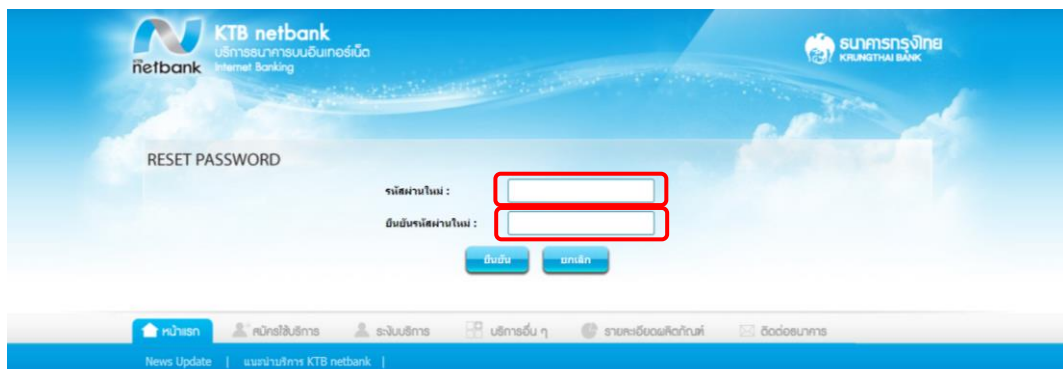 KTB netbank
บริการธนาคารบนอินเทอร์เน็ต
Internet Banking
netbank
ธนาคารกรุงไทย
KRUNGTHAI BANK
RESET PASSWORD
รหัสผ่านใหม่ :
ยืนยันรหัสผ่านใหม่ :
ยืนยัน ยกเลิก
หน้าแรก สมัครใช้บริการ ระงับบริการ บริการอื่น ๆ รายละเอียดผลิตภัณฑ์ ติดต่อธนาคาร
News Update | แนะนำบริการ KTB netbank |